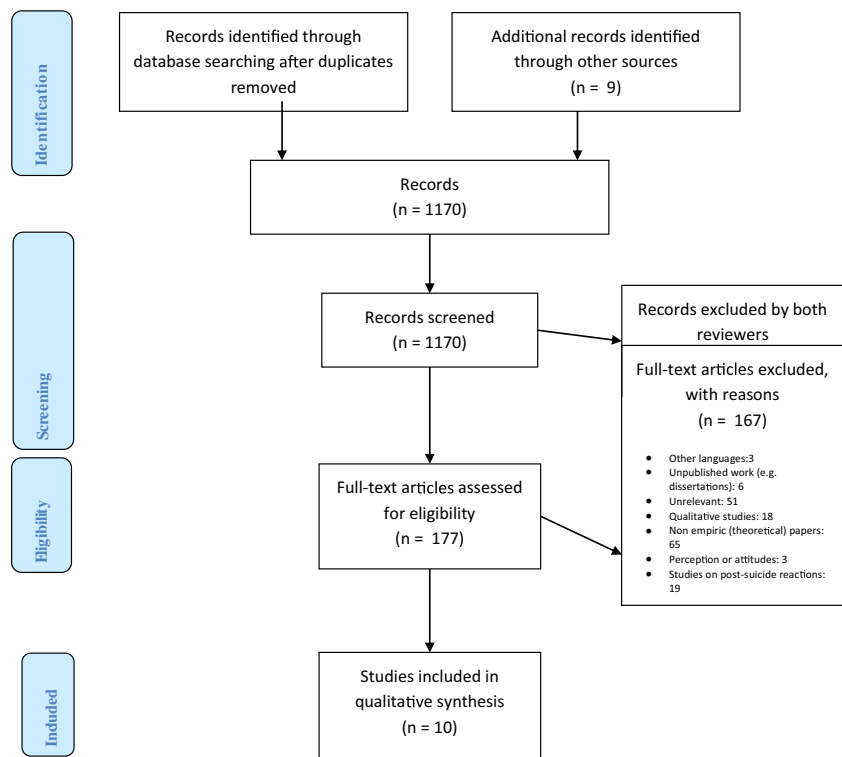 Identification
Records identified through
database searching after duplicates
removed
Additional records identified
through other sources
(n = 9)
Records
(n = 1170)
Screening
Records screened
(n = 1170)
Records excluded by both
reviewers
Full-text articles excluded,
with reasons
(n = 167)
● Other languages:3
● Unpublished work (e.g.
dissertations): 6
● Unrelevant: 51
● Qualitative studies: 18
● Non empiric (theoretical) papers:
65
● Perception or attitudes: 3
● Studies on post-suicide reactions:
19
Eligibility
Full-text articles assessed
for eligibility
(n = 177)
Included
Studies included in
qualitative synthesis
(n = 10)